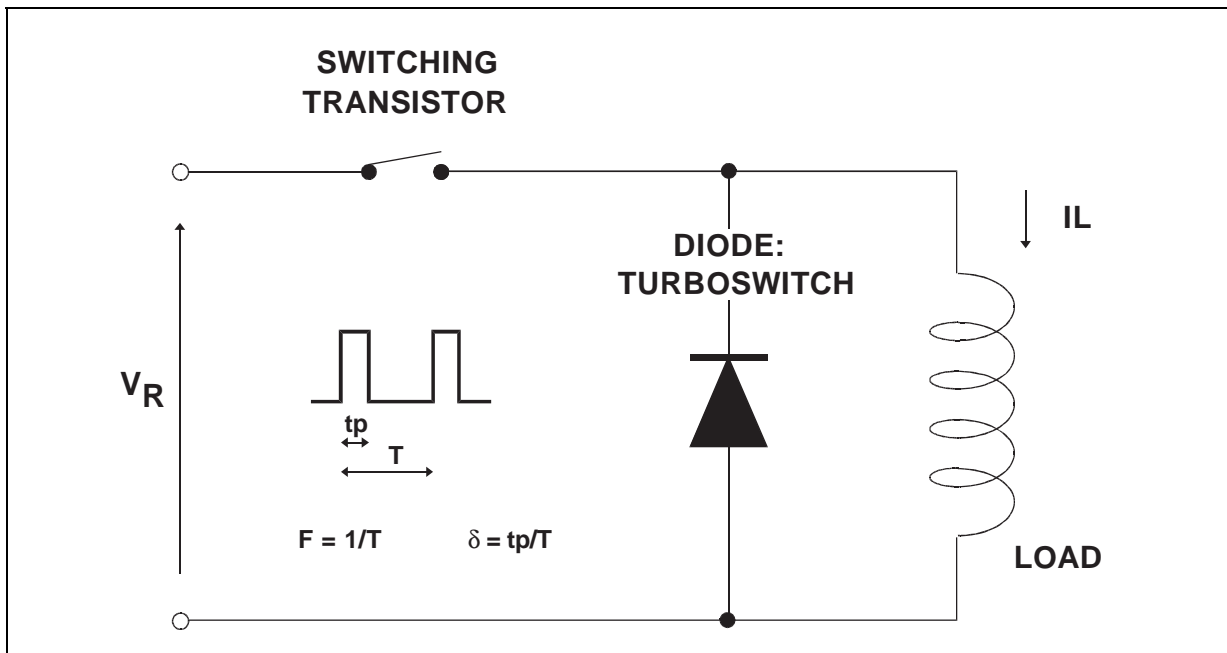 SWITCHING
TRANSISTOR
IL
DIODE:
TURBOSWITCH
VR
tp
T
F = 1/T
δ = tp/T
LOAD